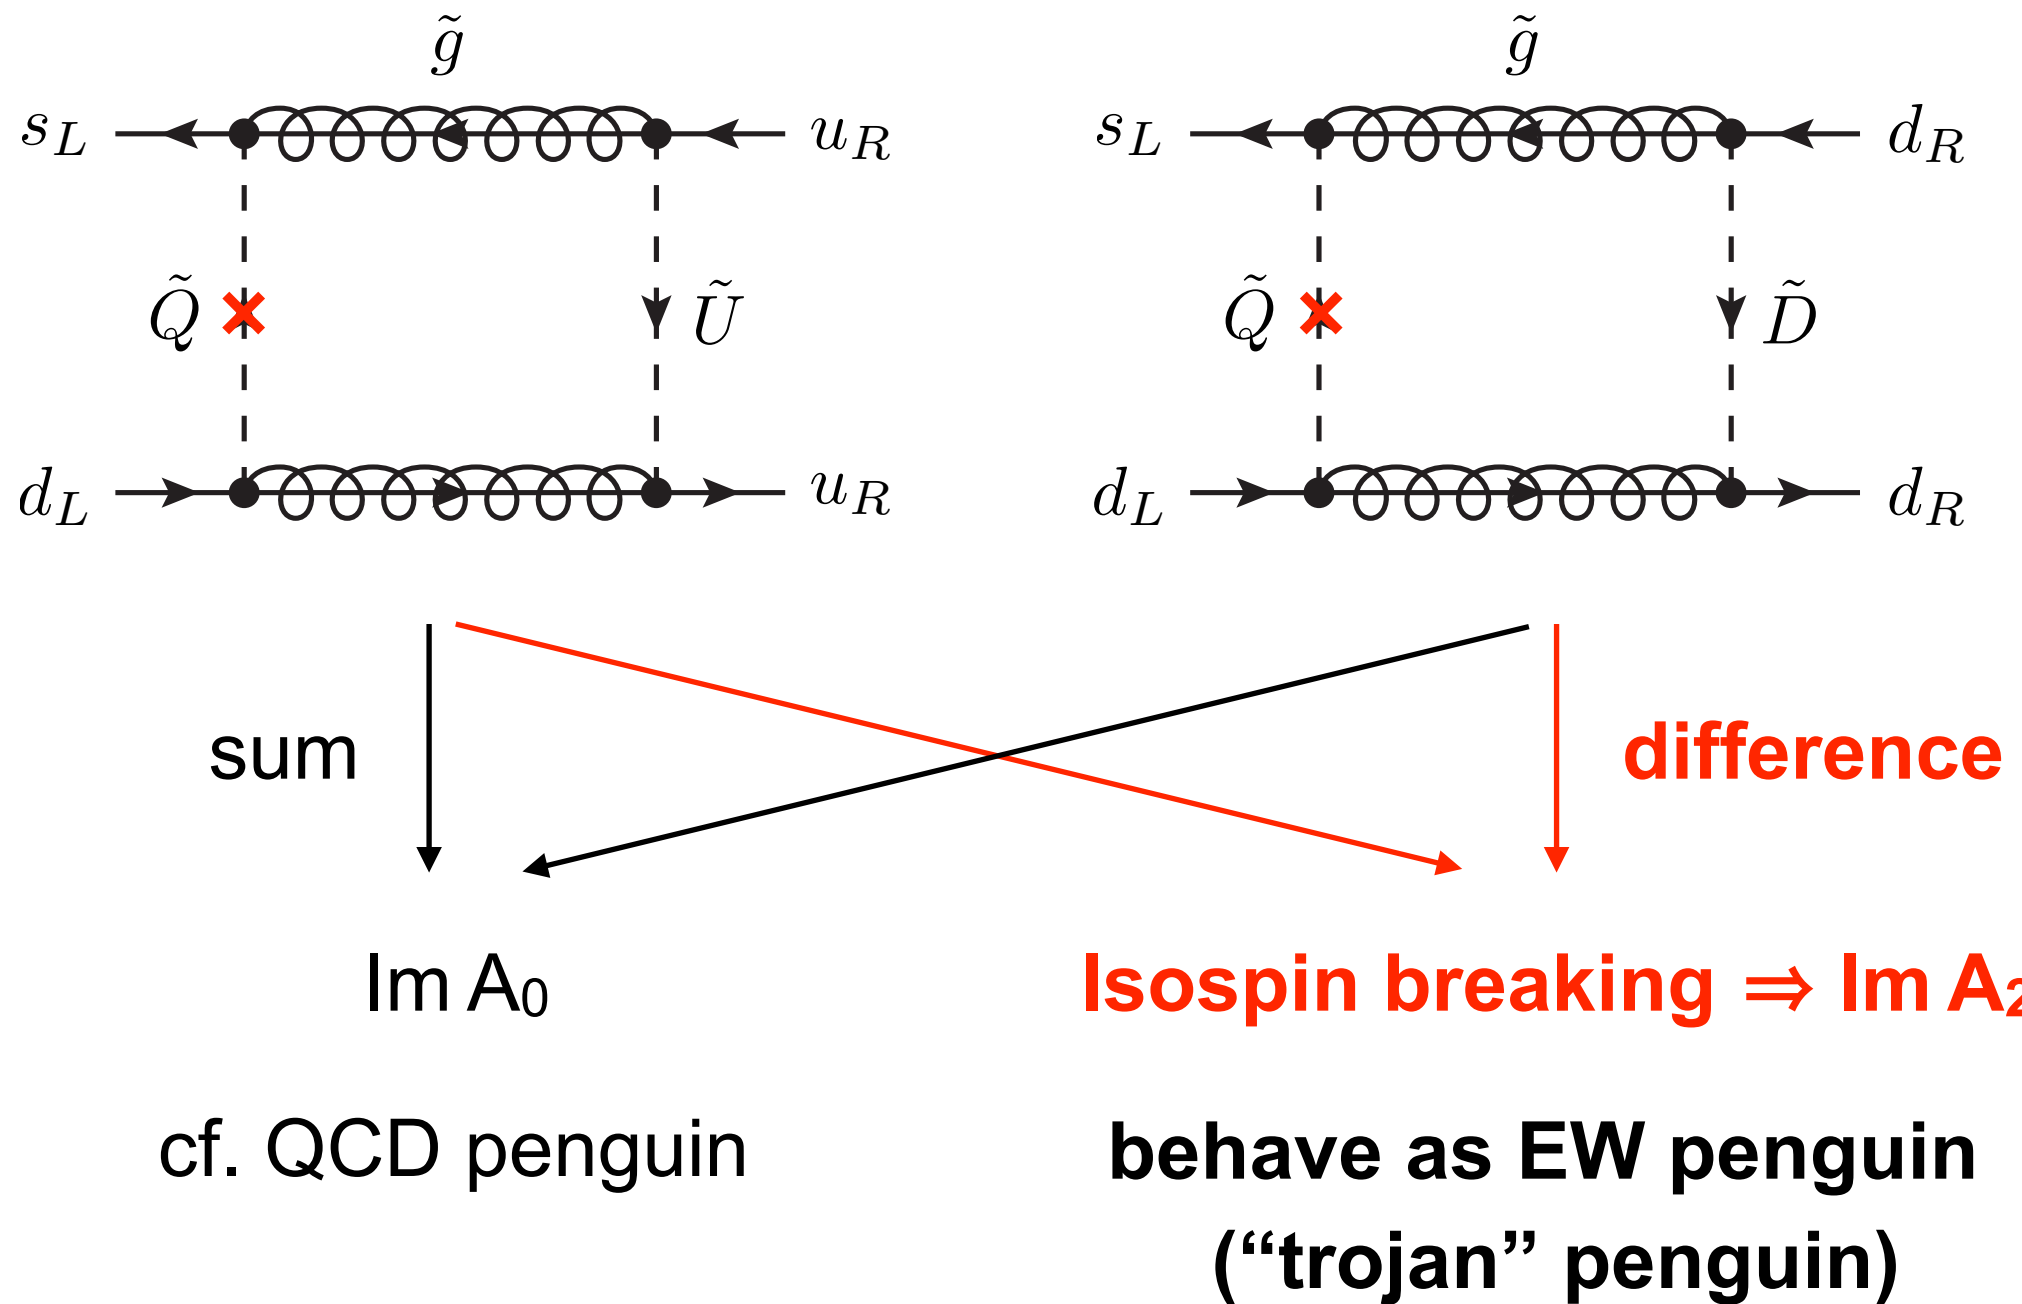 g̃ g̃
s_L u_R s_L d_R
Q̃ Ũ Q̃ D̃
d_L u_R d_L d_R
sum difference
Im A₀ Isospin breaking ⇒ Im A₂
cf. QCD penguin behave as EW penguin
(“trojan” penguin)